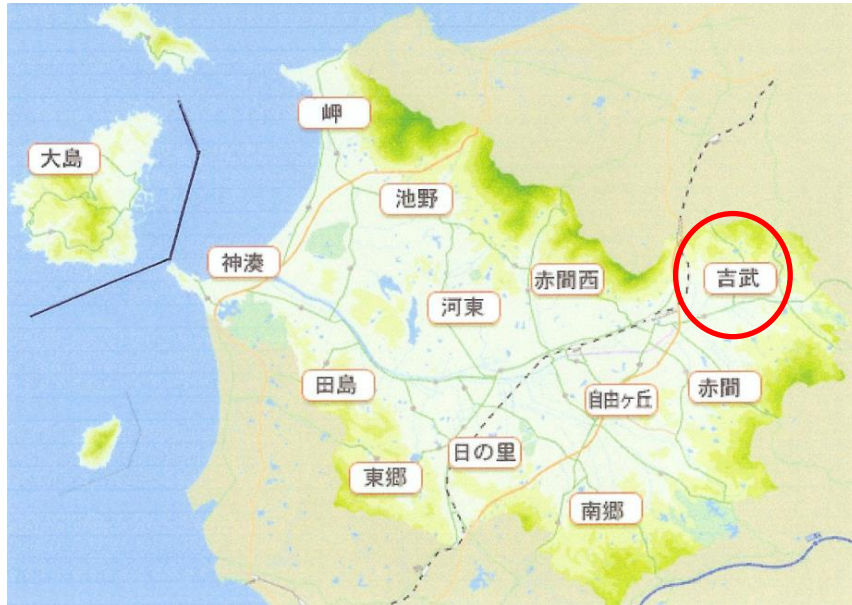 岬
大島
池野
神湊
赤間西
吉武
河東
田島
自由ヶ丘
赤間
日の里
東郷
南郷